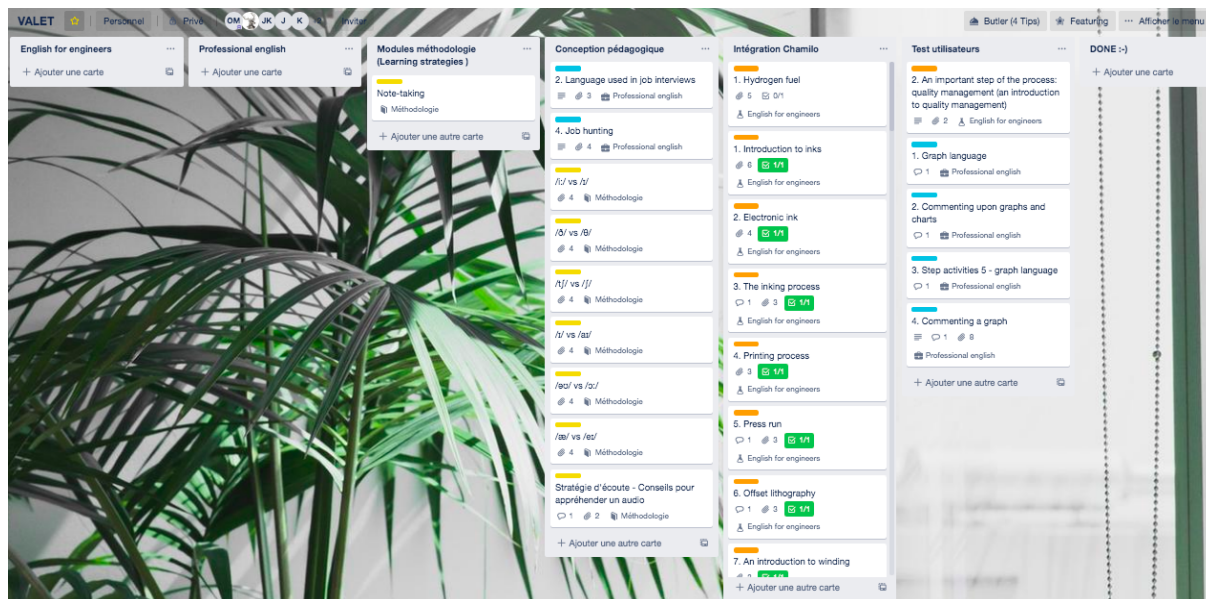 VALET Personnel Privé OM JK J K +2 Inviter Butler (4 Tips) Featuring ... Afficher le menu
English for engineers
+ Ajouter une carte
Professional english
+ Ajouter une carte
Modules méthodologie
(Learning strategies )
Note-taking
Méthodologie
+ Ajouter une autre carte
Conception pédagogique
2. Language used in job interviews
3 Professional english
4. Job hunting
4 Professional english
/i:/ vs /ɪ/
4 Méthodologie
/ð/ vs /θ/
4 Méthodologie
/tʃ/ vs /ʃ/
4 Méthodologie
/ɪ/ vs /aɪ/
4 Méthodologie
/əʊ/ vs /ɔ:/
4 Méthodologie
/æ/ vs /eɪ/
4 Méthodologie
Stratégie d'écoute - Conseils pour
appréhender un audio
1 2 Méthodologie
+ Ajouter une autre carte
Intégration Chamilo
1. Hydrogen fuel
5 0/1
English for engineers
1. Introduction to inks
6 1/1
English for engineers
2. Electronic ink
4 1/1
English for engineers
3. The inking process
1 3 1/1
English for engineers
4. Printing process
3 1/1
English for engineers
5. Press run
1 3 1/1
English for engineers
6. Offset lithography
1 3 1/1
English for engineers
7. An introduction to winding
+ Ajouter une autre carte
Test utilisateurs
2. An important step of the process:
quality management (an introduction
to quality management)
2 English for engineers
1. Graph language
1 Professional english
2. Commenting upon graphs and
charts
1 Professional english
3. Step activities 5 - graph language
1 Professional english
4. Commenting a graph
1 6
Professional english
+ Ajouter une autre carte
DONE :-)
+ Ajouter une carte